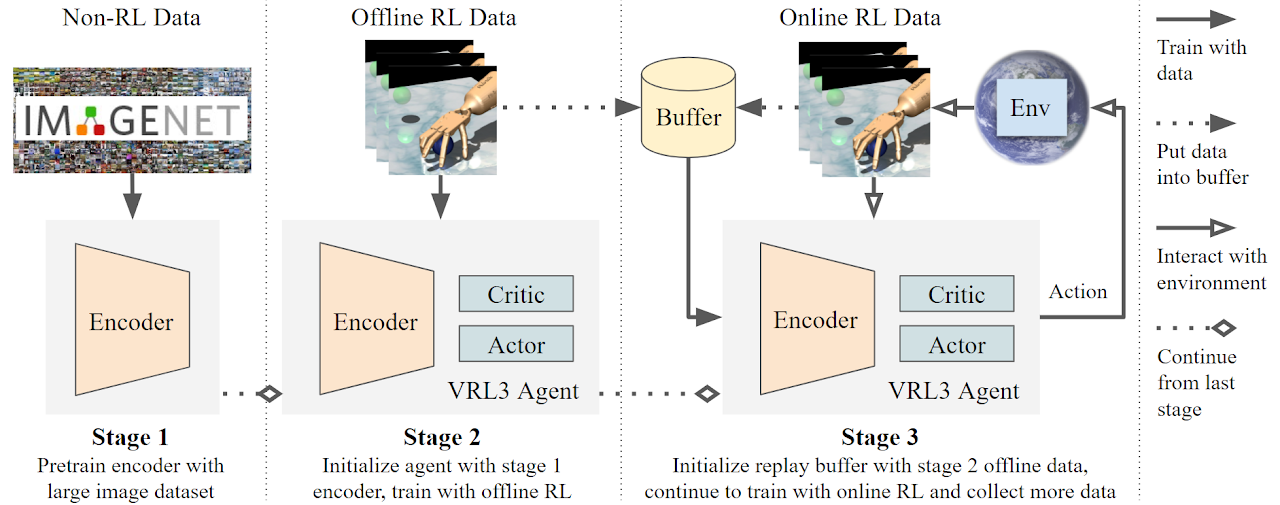 Non-RL Data
IMAGENET
Encoder
Stage 1
Pretrain encoder with
large image dataset
Offline RL Data
Encoder
Critic
Actor
VRL3 Agent
Stage 2
Initialize agent with stage 1
encoder, train with offline RL
Online RL Data
Buffer
Env
Encoder
Critic
Actor
VRL3 Agent
Action
Stage 3
Initialize replay buffer with stage 2 offline data,
continue to train with online RL and collect more data
Train with
data
Put data
into buffer
Interact with
environment
Continue
from last
stage